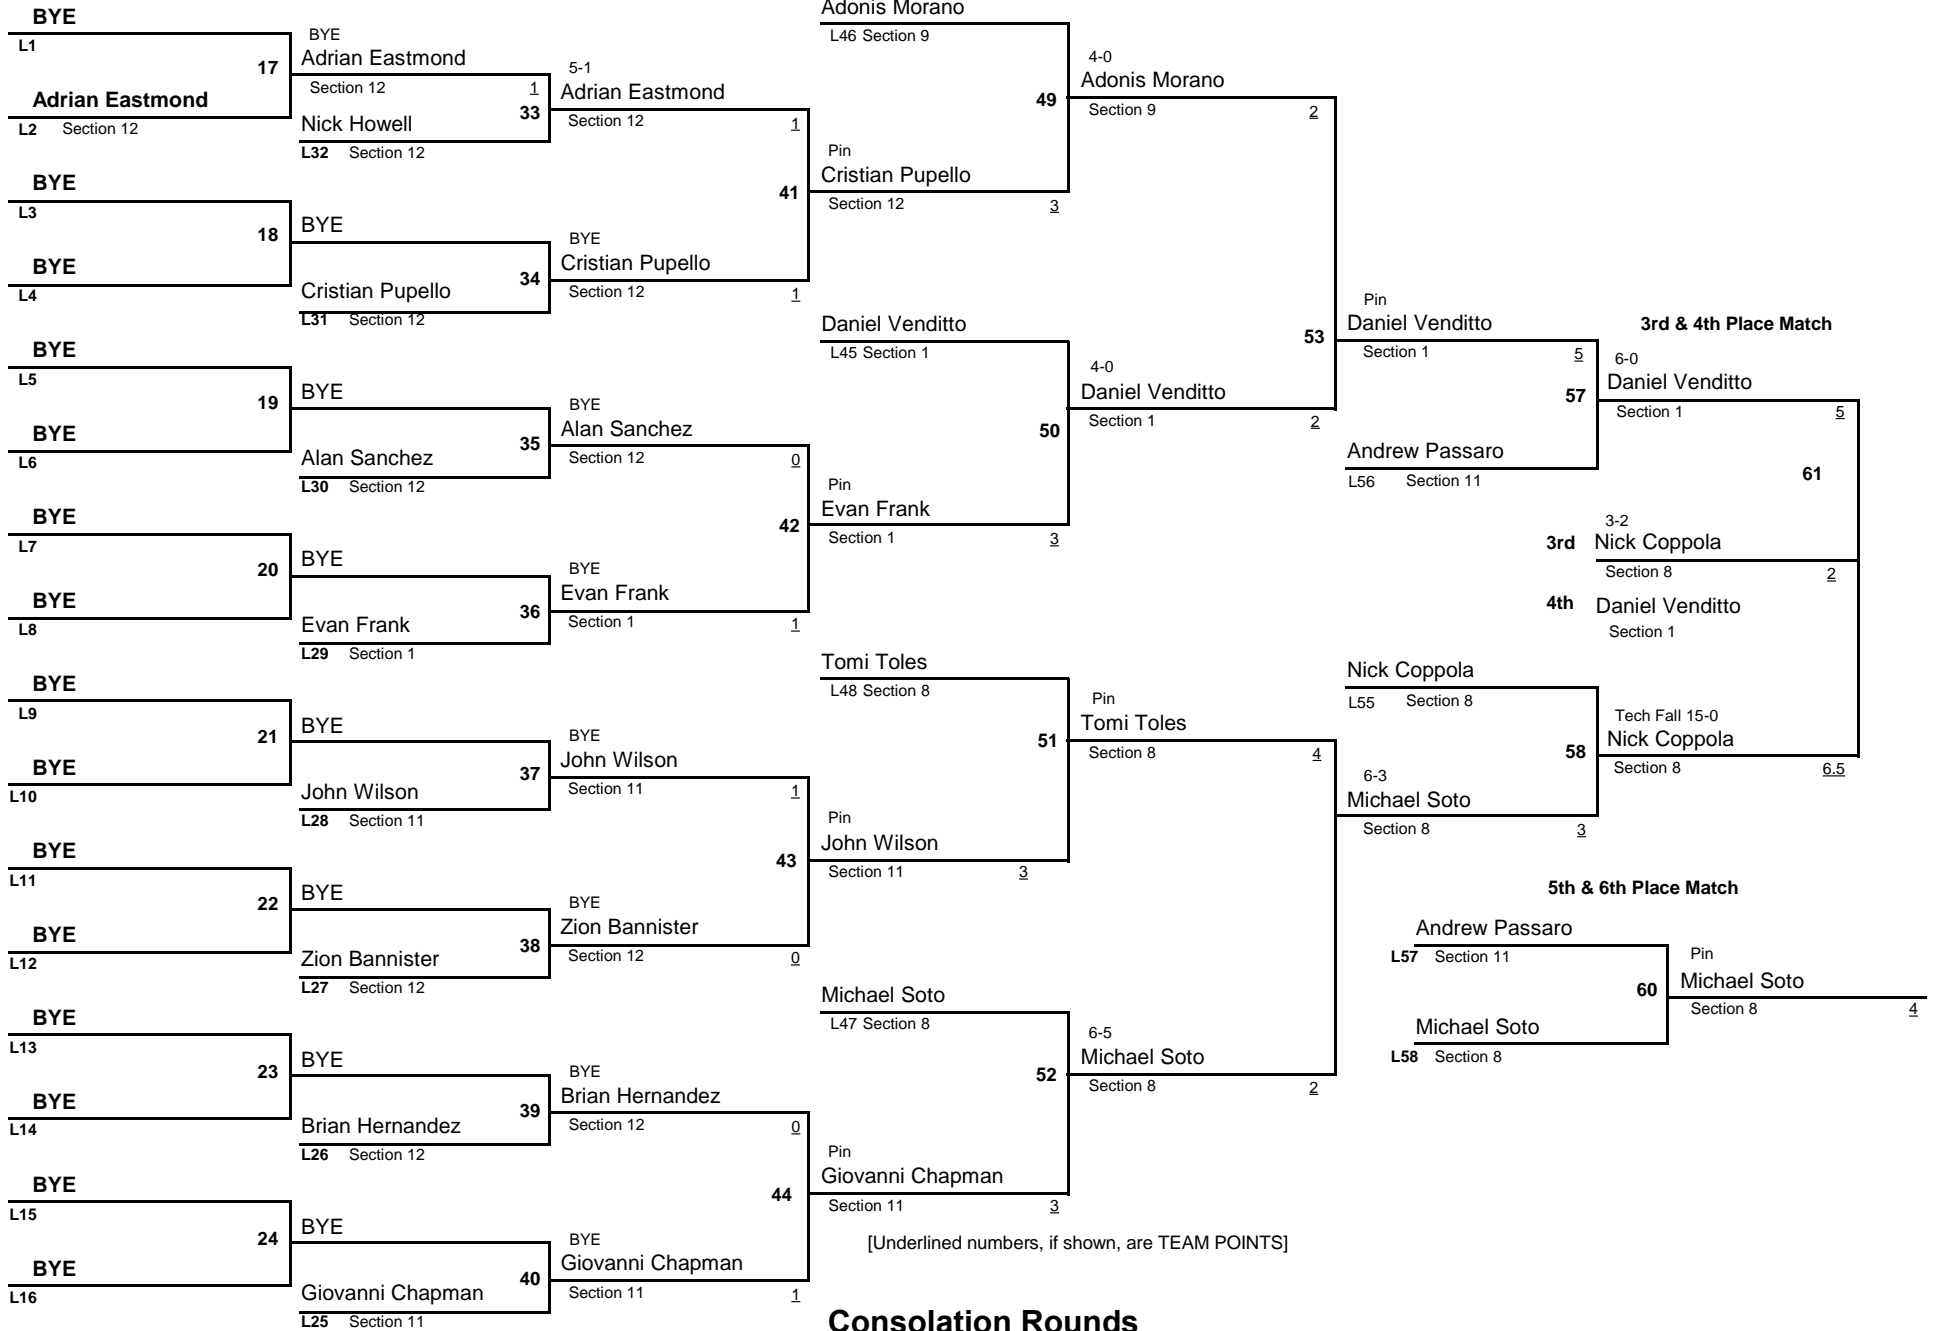 BYE
L1
17
Adrian Eastmond
L2 Section 12
BYE
L3
18
BYE
L4
BYE
L5
19
BYE
L6
BYE
L7
20
BYE
L8
BYE
L9
21
BYE
L10
BYE
L11
22
BYE
L12
BYE
L13
23
BYE
L14
BYE
L15
24
BYE
L16
BYE
Adrian Eastmond
Section 12 1
33
Nick Howell
L32 Section 12
BYE
34
Cristian Pupello
L31 Section 12
BYE
35
Alan Sanchez
L30 Section 12
BYE
36
Evan Frank
L29 Section 1
BYE
37
John Wilson
L28 Section 11
BYE
38
Zion Bannister
L27 Section 12
BYE
39
Brian Hernandez
L26 Section 12
BYE
40
Giovanni Chapman
L25 Section 11
5-1
Adrian Eastmond
Section 12 1
41
BYE
Cristian Pupello
Section 12 1
BYE
Alan Sanchez
Section 12 0
42
BYE
Evan Frank
Section 1 1
BYE
John Wilson
Section 11 1
43
BYE
Zion Bannister
Section 12 0
BYE
Brian Hernandez
Section 12 0
44
BYE
Giovanni Chapman
Section 11 1
Adonis Morano
L46 Section 9
49
Pin
Cristian Pupello
Section 12 3
Daniel Venditto
L45 Section 1
50
Pin
Evan Frank
Section 1 3
Tomi Toles
L48 Section 8
51
Pin
John Wilson
Section 11 3
Michael Soto
L47 Section 8
52
Pin
Giovanni Chapman
Section 11 3
[Underlined numbers, if shown, are TEAM POINTS]
Consolation Rounds
4-0
Adonis Morano
Section 9 2
53
4-0
Daniel Venditto
Section 1 2
Pin
Tomi Toles
Section 8 4
6-5
Michael Soto
Section 8 2
Pin
Daniel Venditto
Section 1 5
57
Andrew Passaro
L56 Section 11
Nick Coppola
L55 Section 8
58
6-3
Michael Soto
Section 8 3
3rd & 4th Place Match
6-0
Daniel Venditto
Section 1 5
61
3-2
3rd Nick Coppola
Section 8 2
4th Daniel Venditto
Section 1
Tech Fall 15-0
Nick Coppola
Section 8 6.5
5th & 6th Place Match
Andrew Passaro
L57 Section 11
60
Michael Soto
L58 Section 8
Pin
Michael Soto
Section 8 4